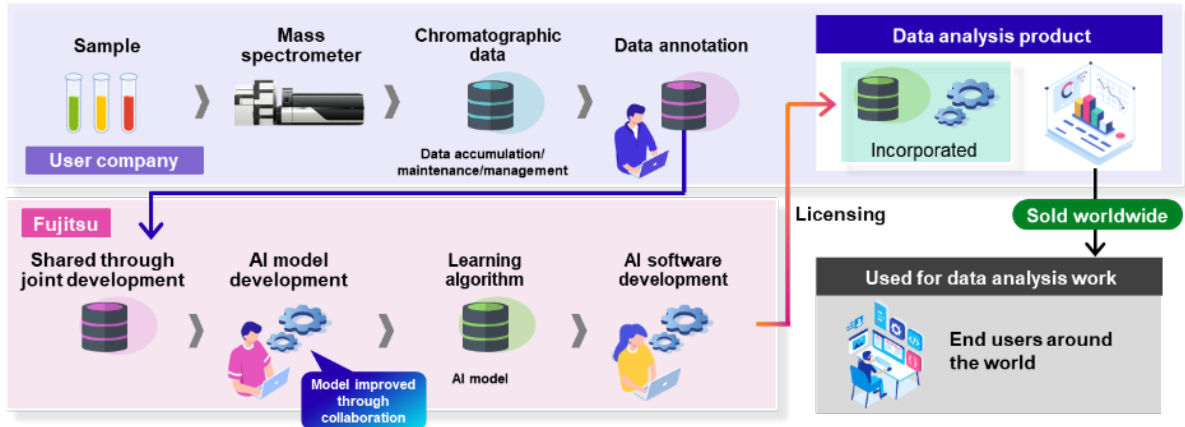 Sample
Mass
spectrometer
Chromatographic
data
Data annotation
Data accumulation/
maintenance/management
User company
Data analysis product
Incorporated
Fujitsu
Shared through
joint development
AI model
development
Model improved
through
collaboration
Learning
algorithm
AI model
AI software
development
Licensing
Sold worldwide
Used for data analysis work
End users around
the world